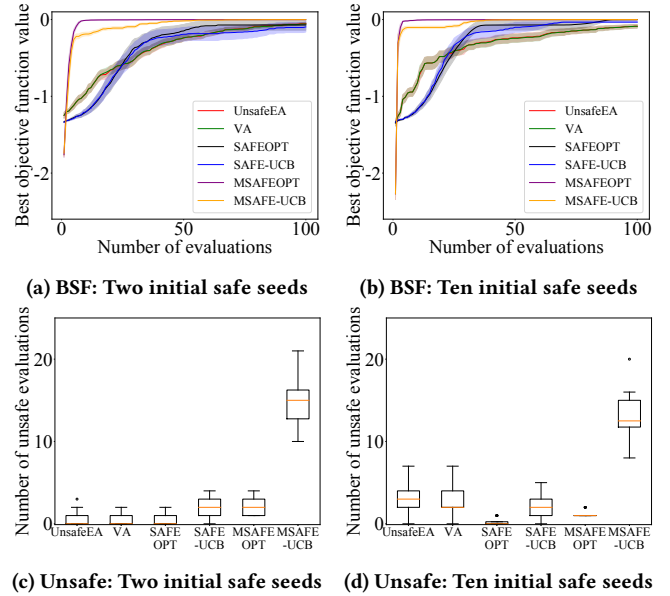 Best objective function value
0
-1
-2
UnsafeEA
VA
SAFEOPT
SAFE-UCB
MSAFEOPT
MSAFE-UCB
0 50 100
Number of evaluations
(a) BSF: Two initial safe seeds
Best objective function value
0
-1
-2
UnsafeEA
VA
SAFEOPT
SAFE-UCB
MSAFEOPT
MSAFE-UCB
0 50 100
Number of evaluations
(b) BSF: Ten initial safe seeds
Number of unsafe evaluations
20
10
0
UnsafeEA VA SAFE SAFE MSAFE MSAFE
OPT -UCB OPT -UCB
(c) Unsafe: Two initial safe seeds
Number of unsafe evaluations
20
10
0
UnsafeEA VA SAFE SAFE MSAFE MSAFE
OPT -UCB OPT -UCB
(d) Unsafe: Ten initial safe seeds